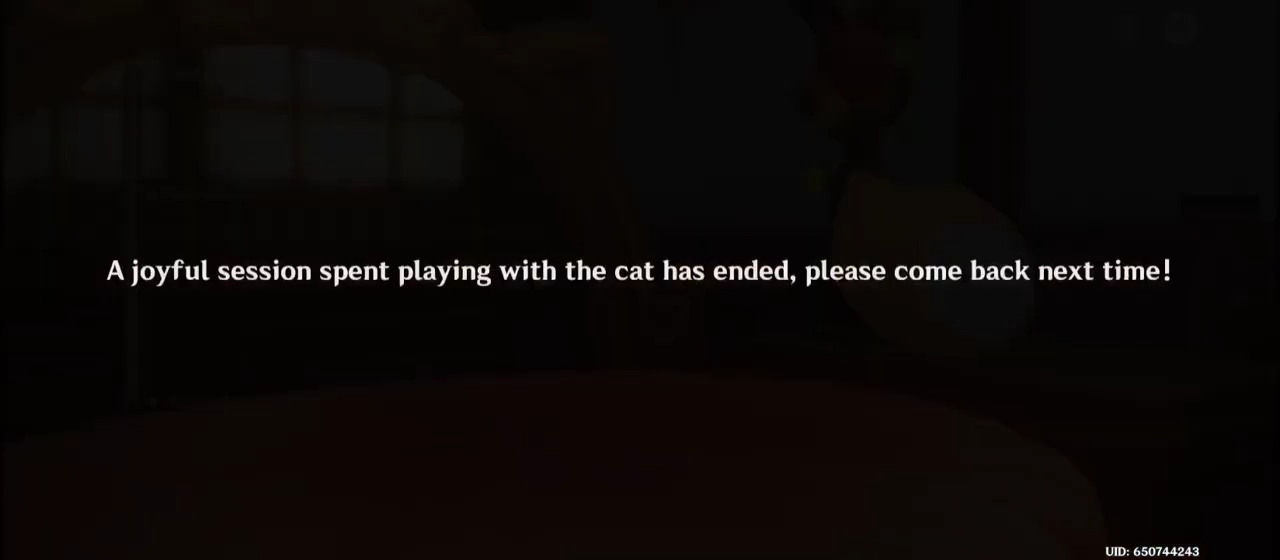 A joyful session spent playing with the cat has ended, please come back next time!
UID: 650744243